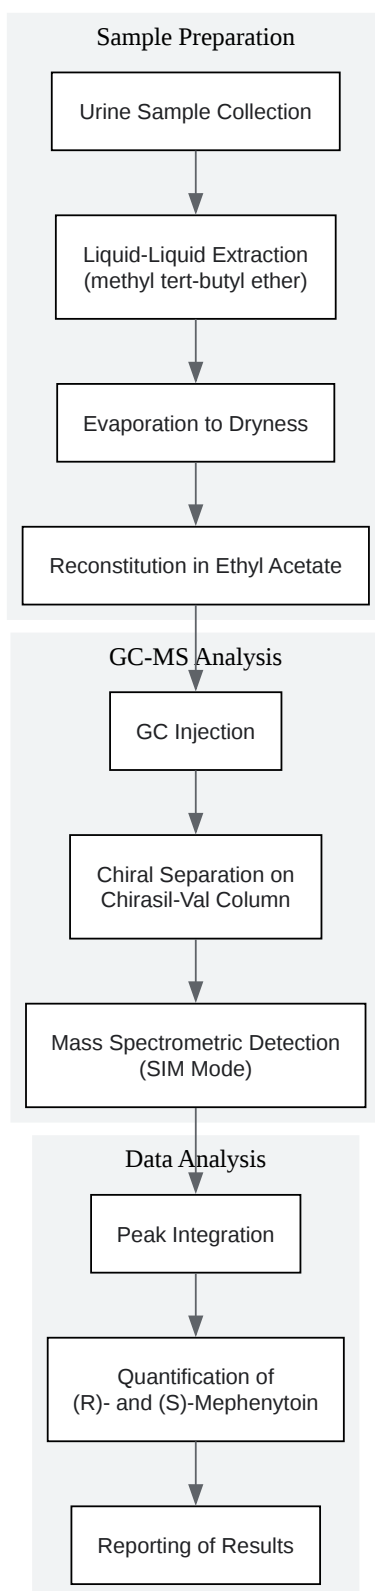 Sample Preparation
Urine Sample Collection
Liquid-Liquid Extraction
(methyl tert-butyl ether)
Evaporation to Dryness
Reconstitution in Ethyl Acetate
GC-MS Analysis
GC Injection
Chiral Separation on
Chirasil-Val Column
Mass Spectrometric Detection
(SIM Mode)
Data Analysis
Peak Integration
Quantification of
(R)- and (S)-Mephenytoin
Reporting of Results